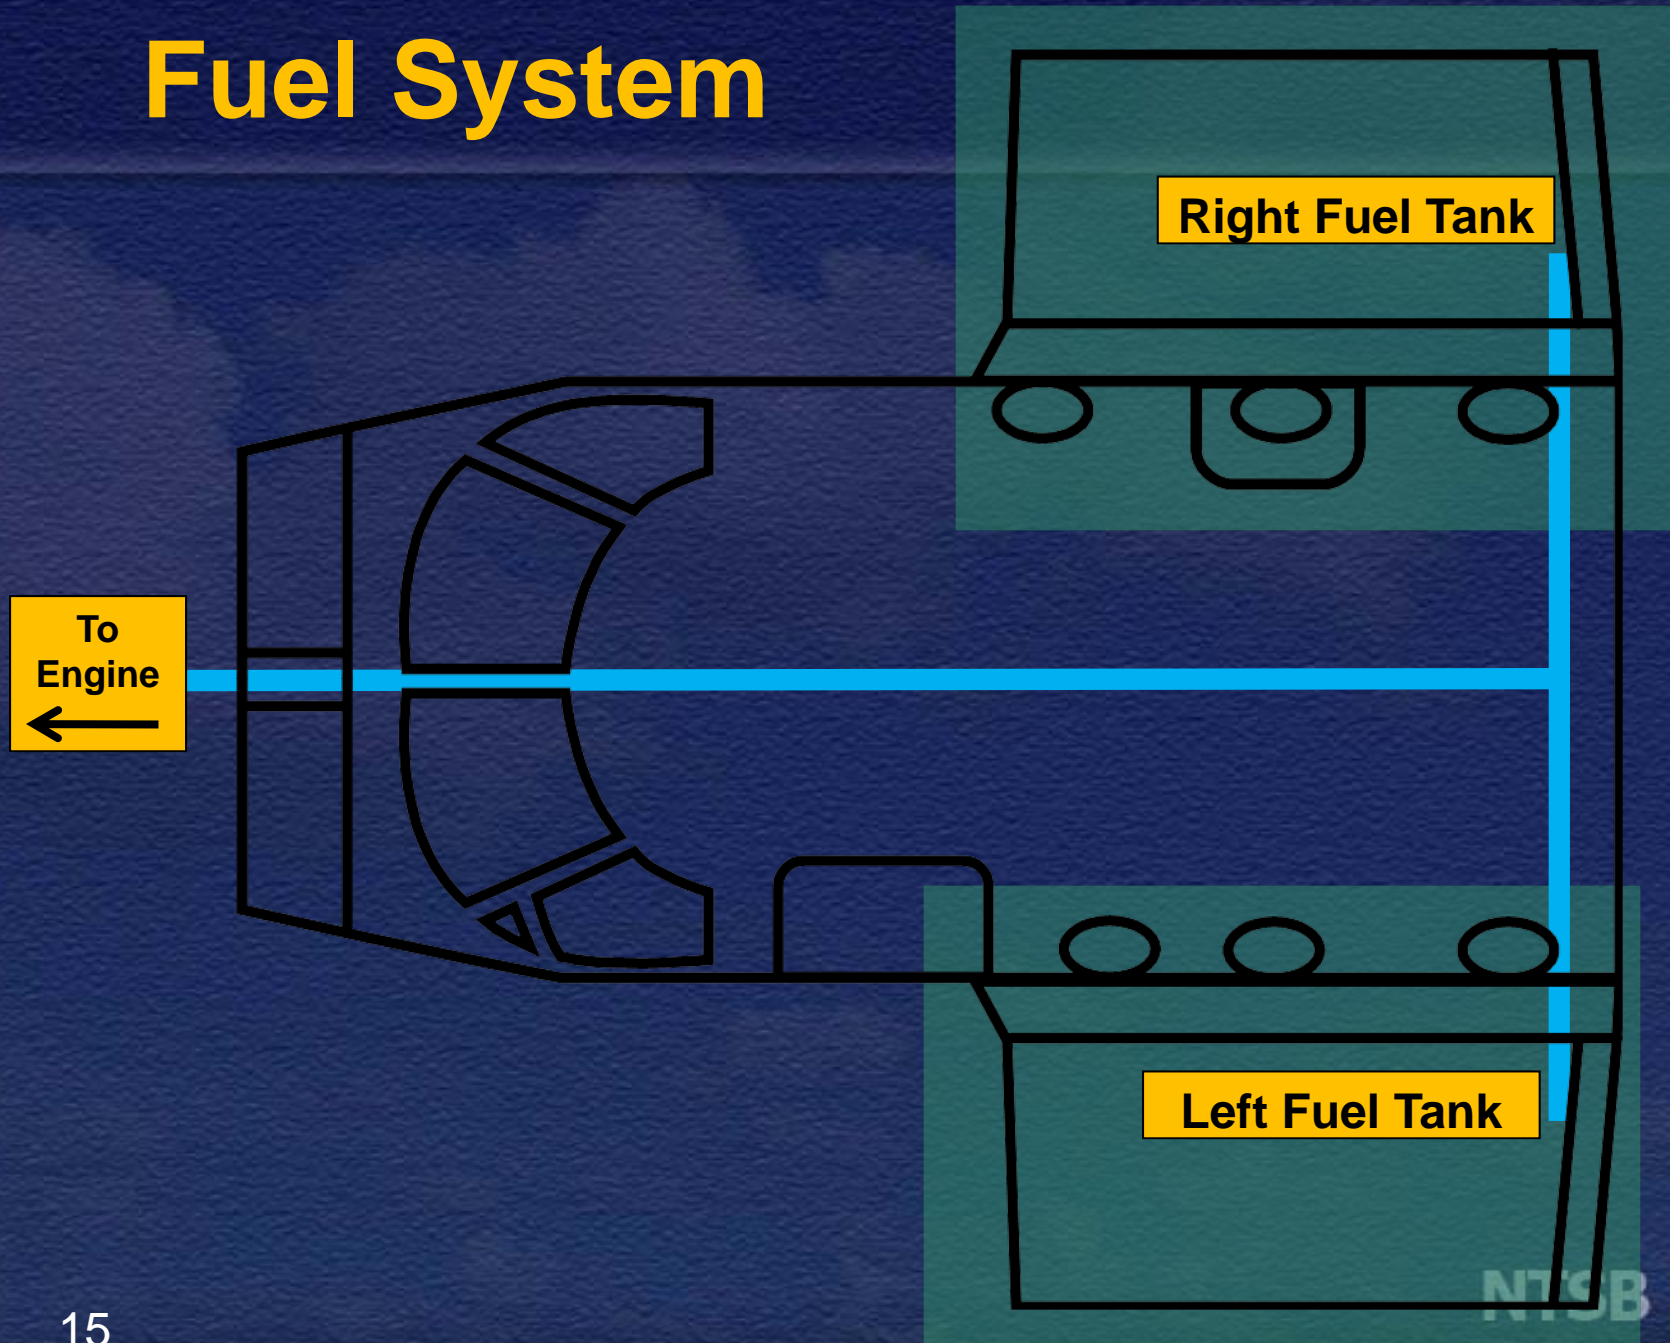 Fuel System
Right Fuel Tank
To
Engine
Left Fuel Tank
NTSB
15